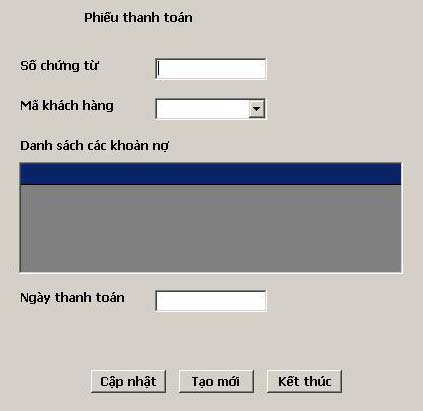 Phiếu thanh toán
Số chứng từ
Mã khách hàng
Danh sách các khoản nợ
Ngày thanh toán
Cập nhật Tạo mới Kết thúc